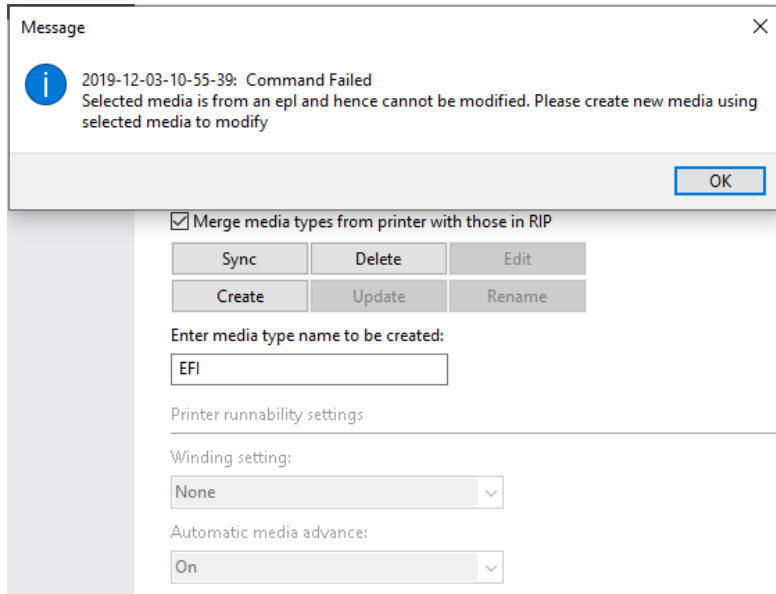 Message
2019-12-03-10-55-39:  Command Failed
Selected media is from an epl and hence cannot be modified. Please create new media using
selected media to modify
OK
Merge media types from printer with those in RIP
Sync Delete Edit
Create Update Rename
Enter media type name to be created:
EFI
Printer runnability settings
Winding setting:
None
Automatic media advance:
On